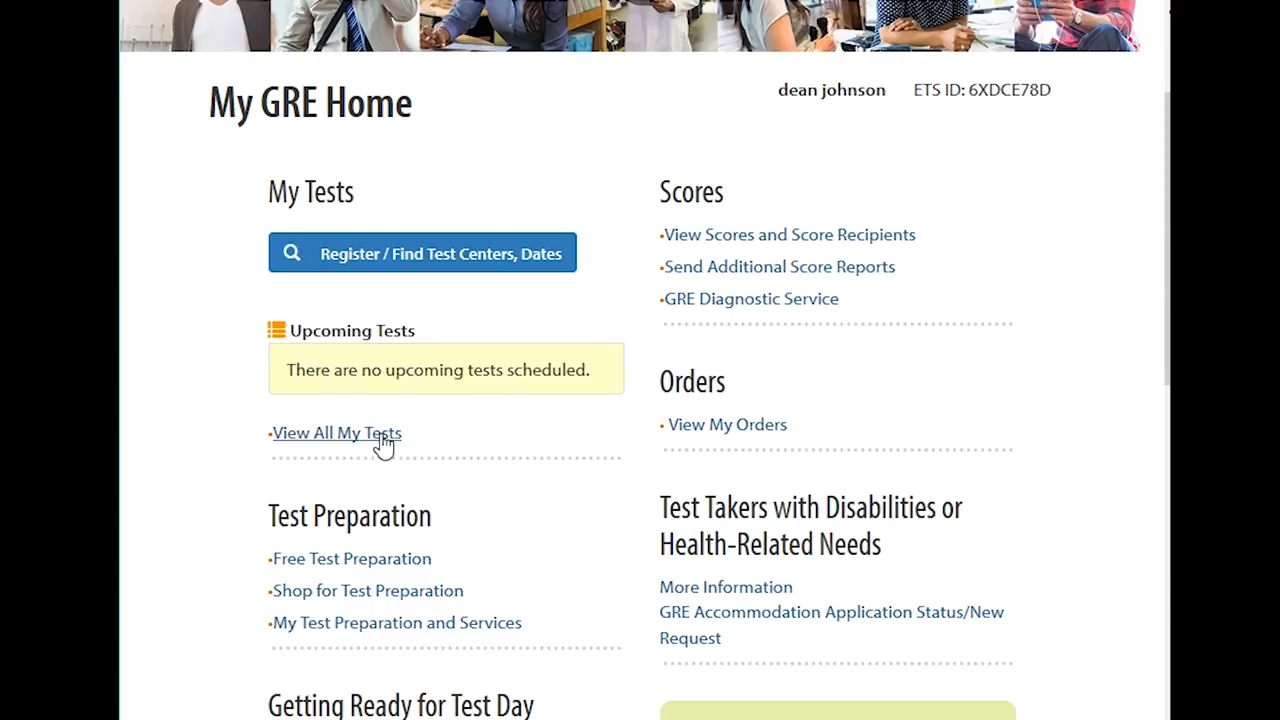 My GRE Home
dean johnson ETS ID: 6XDCE78D
My Tests
Register / Find Test Centers, Dates
Upcoming Tests
There are no upcoming tests scheduled.
•View All My Tests
Test Preparation
•Free Test Preparation
•Shop for Test Preparation
•My Test Preparation and Services
Getting Ready for Test Day
Scores
•View Scores and Score Recipients
•Send Additional Score Reports
•GRE Diagnostic Service
Orders
• View My Orders
Test Takers with Disabilities or
Health-Related Needs
More Information
GRE Accommodation Application Status/New
Request